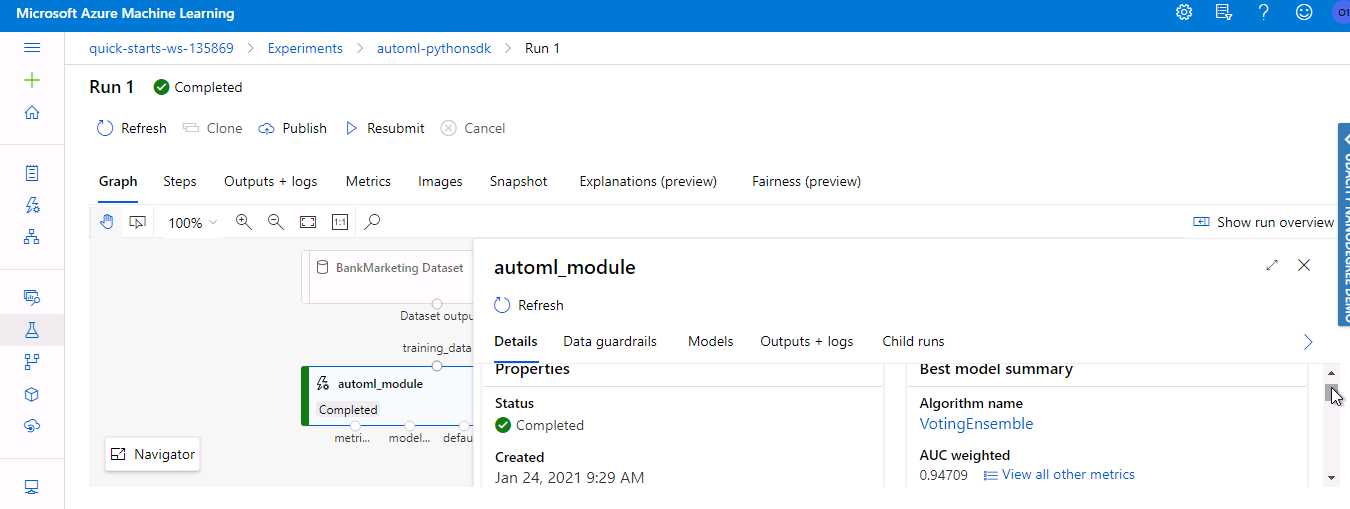 Microsoft Azure Machine Learning
quick-starts-ws-135869 > Experiments > automl-pythonsdk > Run 1
Run 1 Completed
Refresh Clone Publish Resubmit Cancel
Graph Steps Outputs + logs Metrics Images Snapshot Explanations (preview) Fairness (preview)
100% 1:1 Show run overview
BankMarketing Dataset
Dataset outpu
training_data
automl_module
Completed
metri... model... defau
Navigator
automl_module
Refresh
Details Data guardrails Models Outputs + logs Child runs
Properties
Status
Completed
Created
Jan 24, 2021 9:29 AM
Best model summary
Algorithm name
VotingEnsemble
AUC weighted
0.94709 View all other metrics
NANODEGREE DEMO